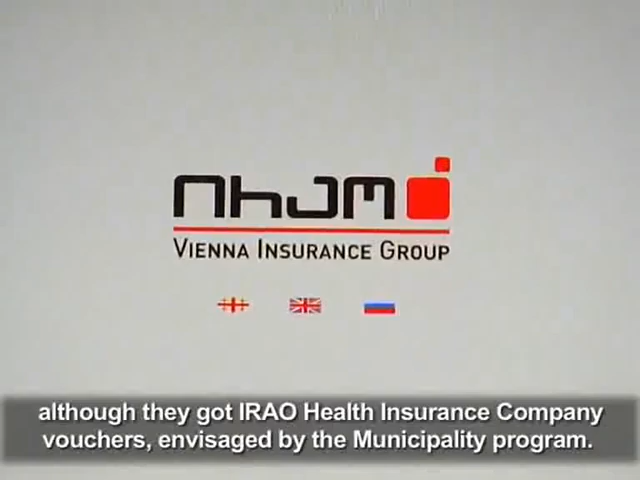 ირაო
VIENNA INSURANCE GROUP
although they got IRAO Health Insurance Company
vouchers, envisaged by the Municipality program.